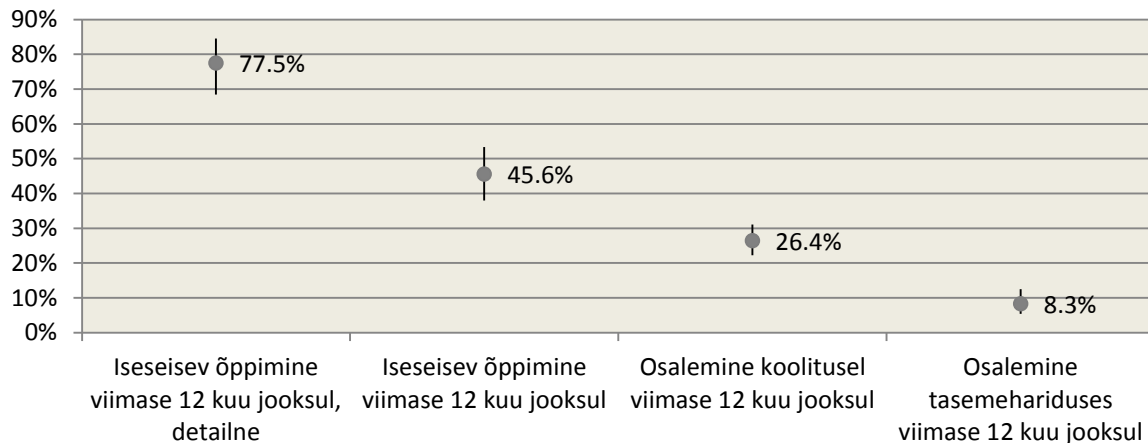 90%
80%
70%
60%
50%
40%
30%
20%
10%
0%
77.5%
45.6%
26.4%
8.3%
Iseseisev õppimine
viimase 12 kuu jooksul,
detailne
Iseseisev õppimine
viimase 12 kuu jooksul
Osalemine koolitusel
viimase 12 kuu jooksul
Osalemine
tasemehariduses
viimase 12 kuu jooksul